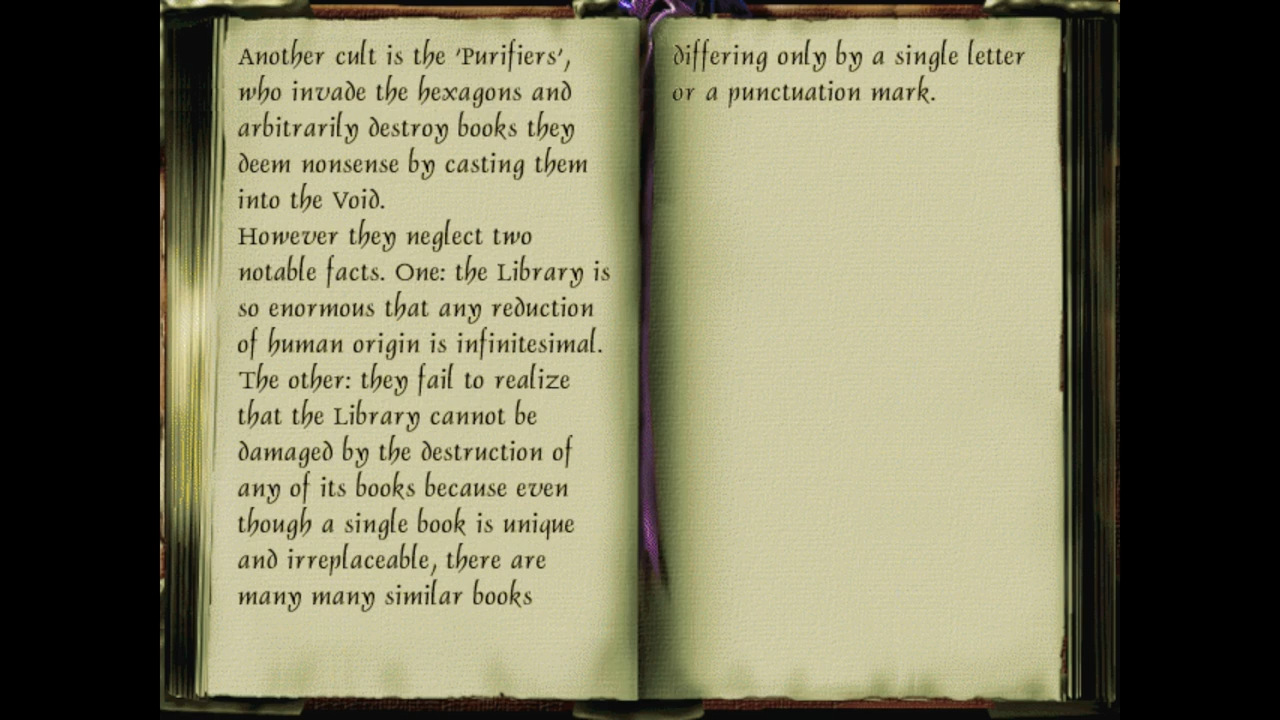 Another cult is the 'Purifiers',
who invade the hexagons and
arbitrarily destroy books they
deem nonsense by casting them
into the Void.
However they neglect two
notable facts. One: the Library is
so enormous that any reduction
of human origin is infinitesimal.
The other: they fail to realize
that the Library cannot be
damaged by the destruction of
any of its books because even
though a single book is unique
and irreplaceable, there are
many many similar books
differing only by a single letter
or a punctuation mark.